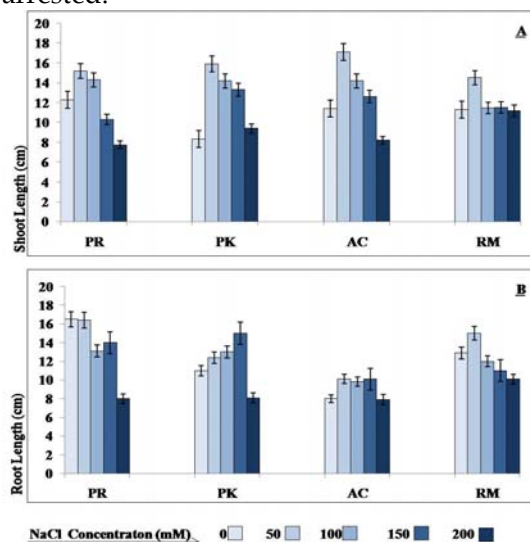 arrested.
A
20
18
16
14
12
10
8
6
4
2
0
Shoot Length (cm)
PR PK AC RM
B
20
18
16
14
12
10
8
6
4
2
0
Root Length (cm)
PR PK AC RM
NaCl Concentraton (mM) 0 50 100 150 200